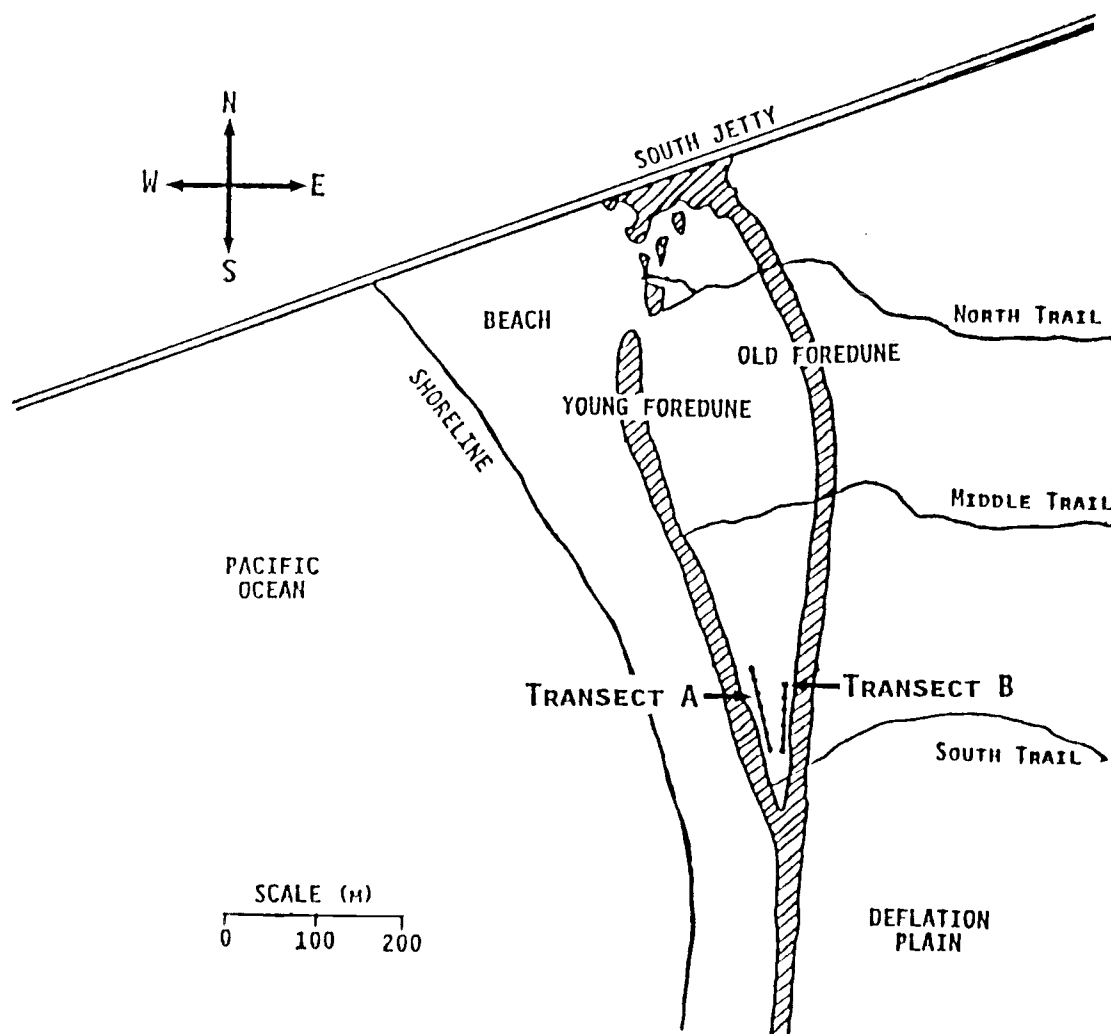 N
W E
S
SOUTH JETTY
BEACH
NORTH TRAIL
OLD FOREDUNE
SHORELINE
YOUNG FOREDUNE
MIDDLE TRAIL
PACIFIC
OCEAN
TRANSECT A
TRANSECT B
SOUTH TRAIL
SCALE (M)
0 100 200
DEFLATION
PLAIN